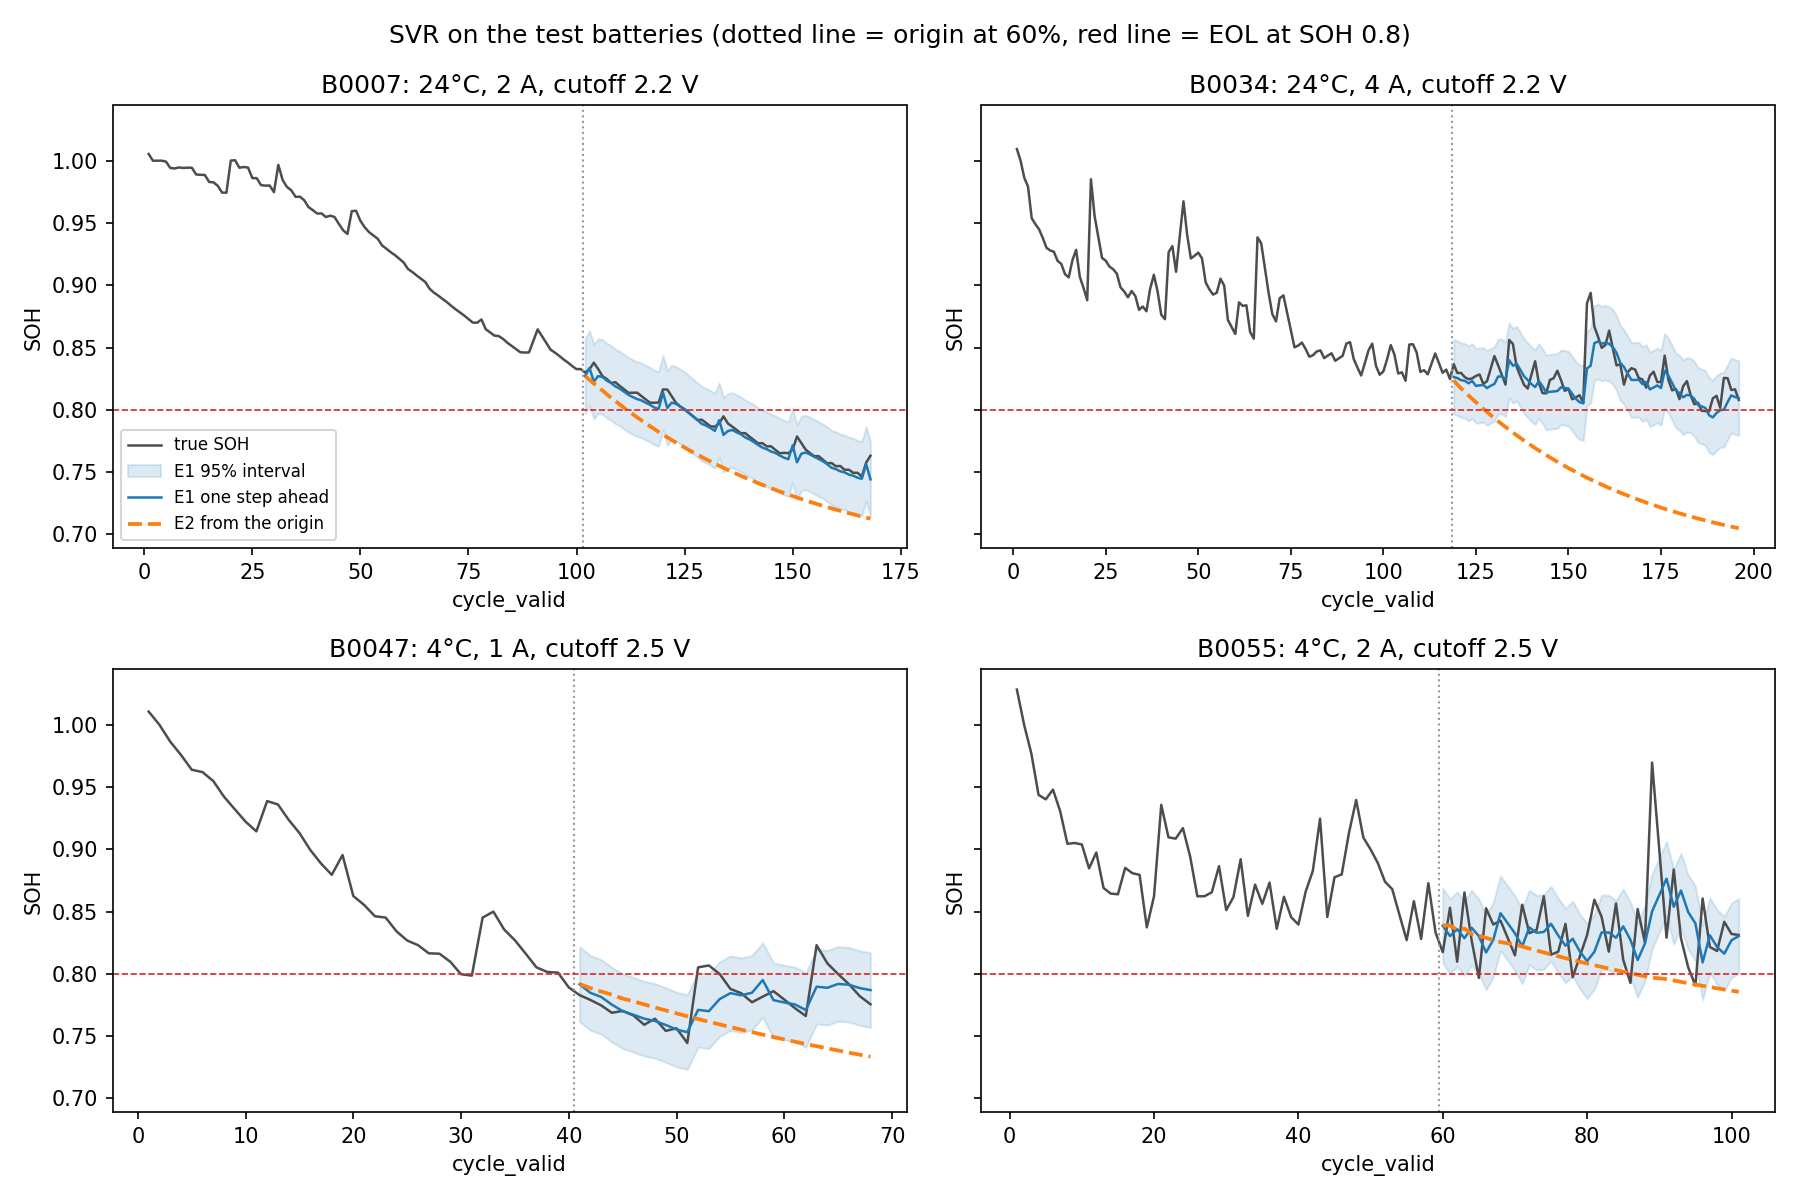 SVR on the test batteries (dotted line = origin at 60%, red line = EOL at SOH 0.8)
B0007: 24°C, 2 A, cutoff 2.2 V
SOH
1.00
0.95
0.90
0.85
0.80
0.75
0.70
true SOH
E1 95% interval
E1 one step ahead
E2 from the origin
0 25 50 75 100 125 150 175
cycle_valid
B0034: 24°C, 4 A, cutoff 2.2 V
SOH
0 25 50 75 100 125 150 175 200
cycle_valid
B0047: 4°C, 1 A, cutoff 2.5 V
SOH
1.00
0.95
0.90
0.85
0.80
0.75
0.70
0 10 20 30 40 50 60 70
cycle_valid
B0055: 4°C, 2 A, cutoff 2.5 V
SOH
0 20 40 60 80 100
cycle_valid